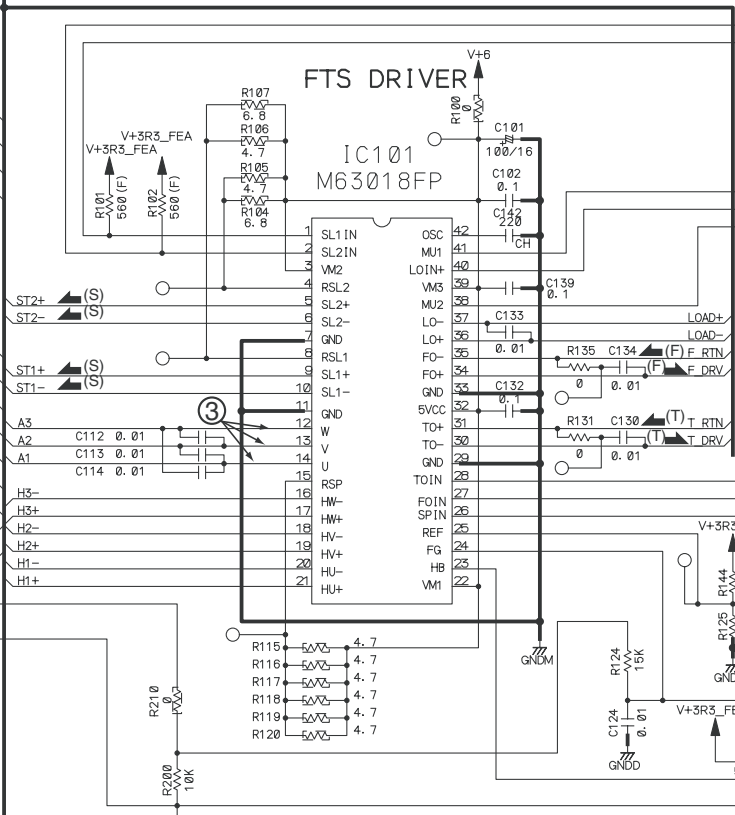 V+6
FTS DRIVER
R107
6.8
R106
4.7
R105
4.7
R104
6.8
R100
0
V+3R3_FEA
V+3R3_FEA
R101
560(F)
R102
560(F)
IC101
M63018FP
C101
+
100/16
C102
0.1
C142
220
CH
1 SL1IN
2 SL2IN
3 VM2
4 RSL2
5 SL2+
6 SL2-
7 GND
8 RSL1
9 SL1+
10 SL1-
11 GND
12 W
13 V
14 U
15 RSP
16 HW-
17 HW+
18 HV-
19 HV+
20 HU-
21 HU+
OSC 42
MU1 41
LOIN+ 40
VM3 39
MU2 38
LO- 37
LO+ 36
FO- 35
FO+ 34
GND 33
5VCC 32
TO+ 31
TO- 30
GND 29
TOIN 28
FOIN 27
SPIN 26
REF 25
FG 24
HB 23
VM1 22
ST2+ (S)
ST2- (S)
ST1+ (S)
ST1- (S)
3
A3
A2
A1
C112 0.01
C113 0.01
C114 0.01
H3-
H3+
H2-
H2+
H1-
H1+
C139
0.1
C133
0.01
LOAD+
LOAD-
R135
0
C134
0.01
(F) F_RTN
(F) F_DRV
C132
0.1
R131
0
C130
0.01
(T) T_RTN
(T) T_DRV
V+3R3
R144
R125
GND
R115 4.7
R116 4.7
R117 4.7
R118 4.7
R119 4.7
R120 4.7
GNDM
R124
15K
C124
0.01
GNDD
V+3R3_FE
R210
0
R200
10K